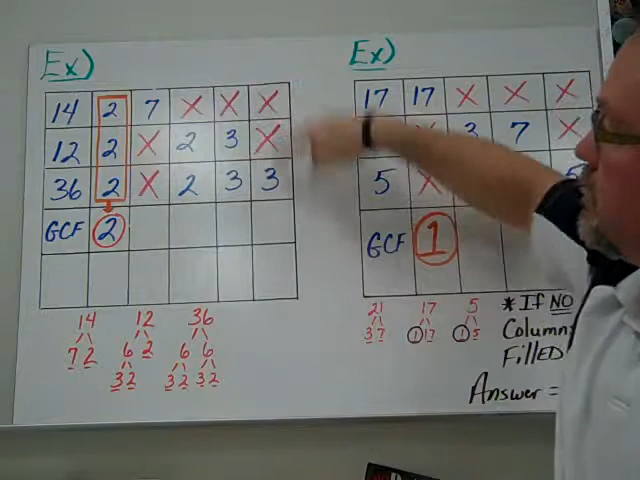 Ex)
14 2 7 X X X
12 2 X 2 3 X
36 2 X 2 3 3
GCF 2
14 12 36
7 2 6 2 6 6
3 2 3 2 3 2
Ex)
17 17 X X X
3 7 X
5 X 5
GCF 1
21 17 5
3 7 1 17 1 5
* If NO
Column
FillED
Answer =